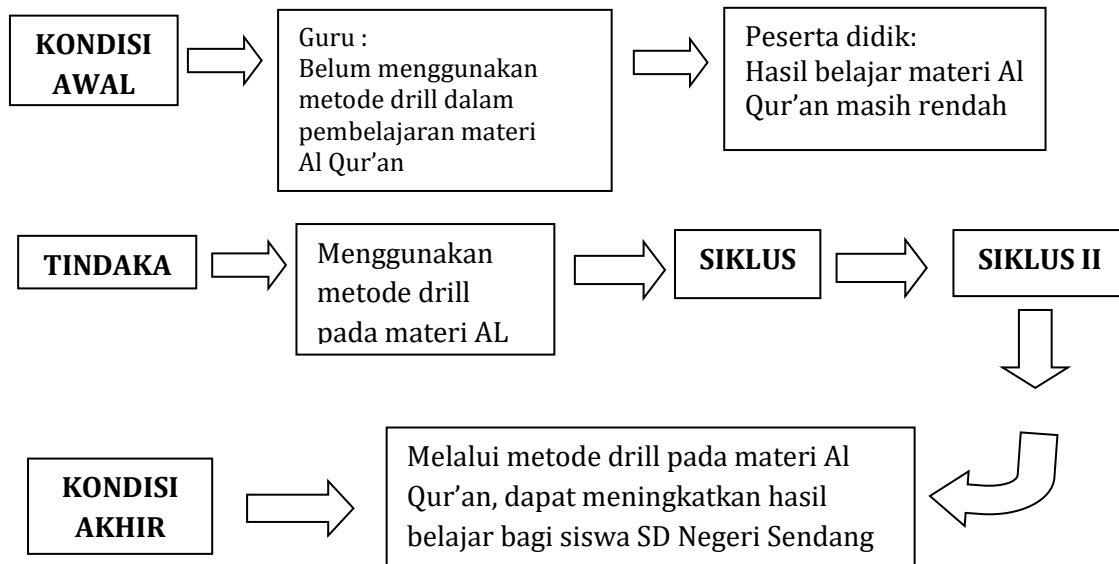 KONDISI
AWAL
Guru :
Belum menggunakan
metode drill dalam
pembelajaran materi
Al Qur’an
Peserta didik:
Hasil belajar materi Al
Qur’an masih rendah
TINDAKA
Menggunakan
metode drill
pada materi AL
SIKLUS
SIKLUS II
KONDISI
AKHIR
Melalui metode drill pada materi Al
Qur’an, dapat meningkatkan hasil
belajar bagi siswa SD Negeri Sendang